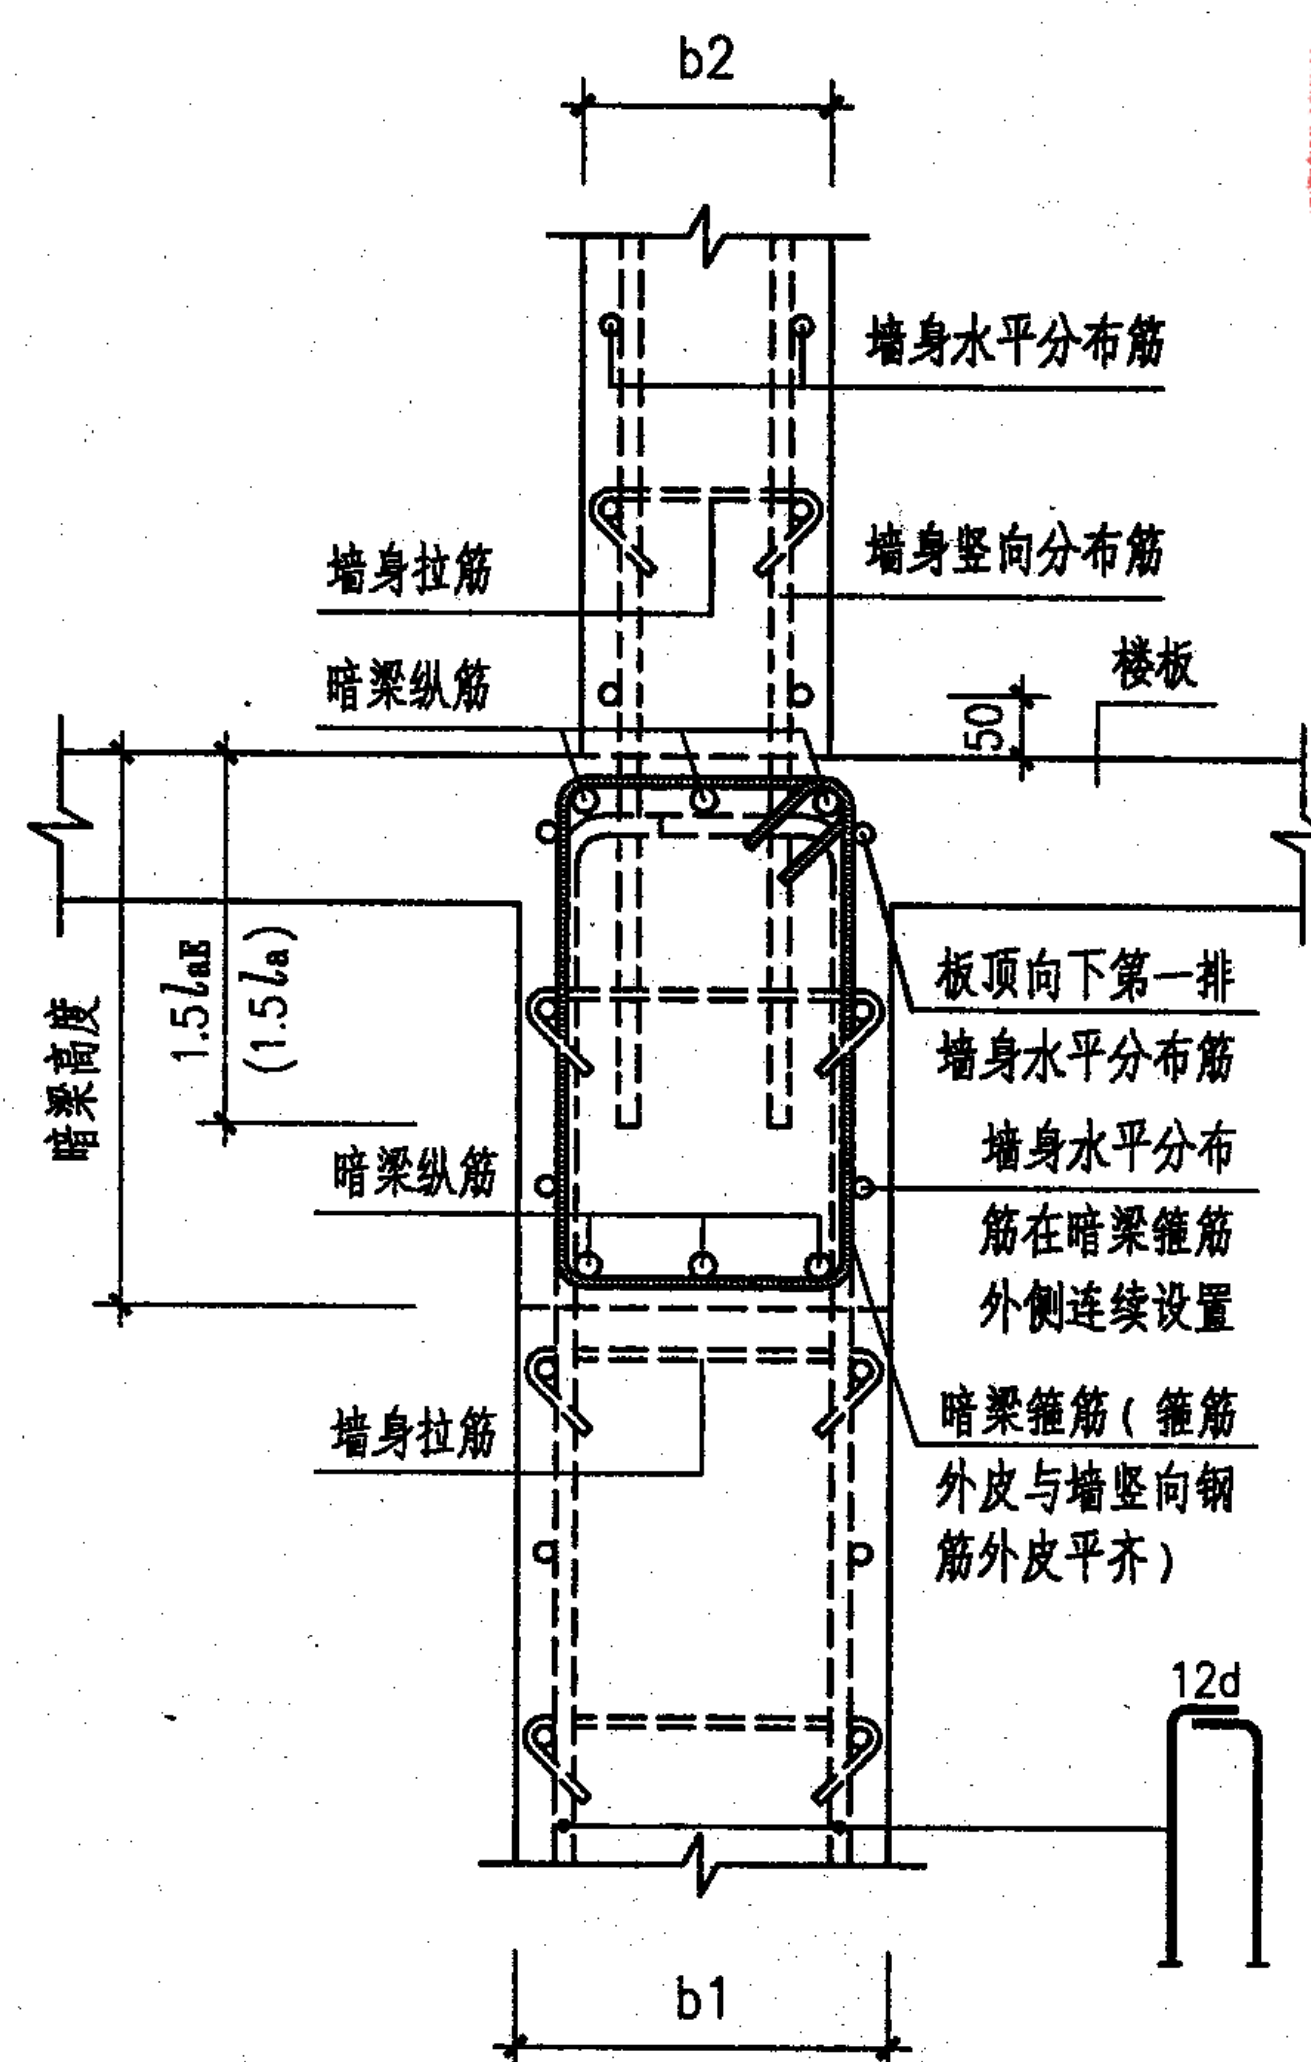 b2
墙身水平分布筋
墙身拉筋
墙身竖向分布筋
暗梁纵筋
楼板
50
暗梁高度
1.5laE
(1.5la)
板顶向下第一排
墙身水平分布筋
暗梁纵筋
墙身水平分布
筋在暗梁箍筋
外侧连续设置
墙身拉筋
暗梁箍筋(箍筋
外皮与墙竖向钢
筋外皮平齐)
12d
b1